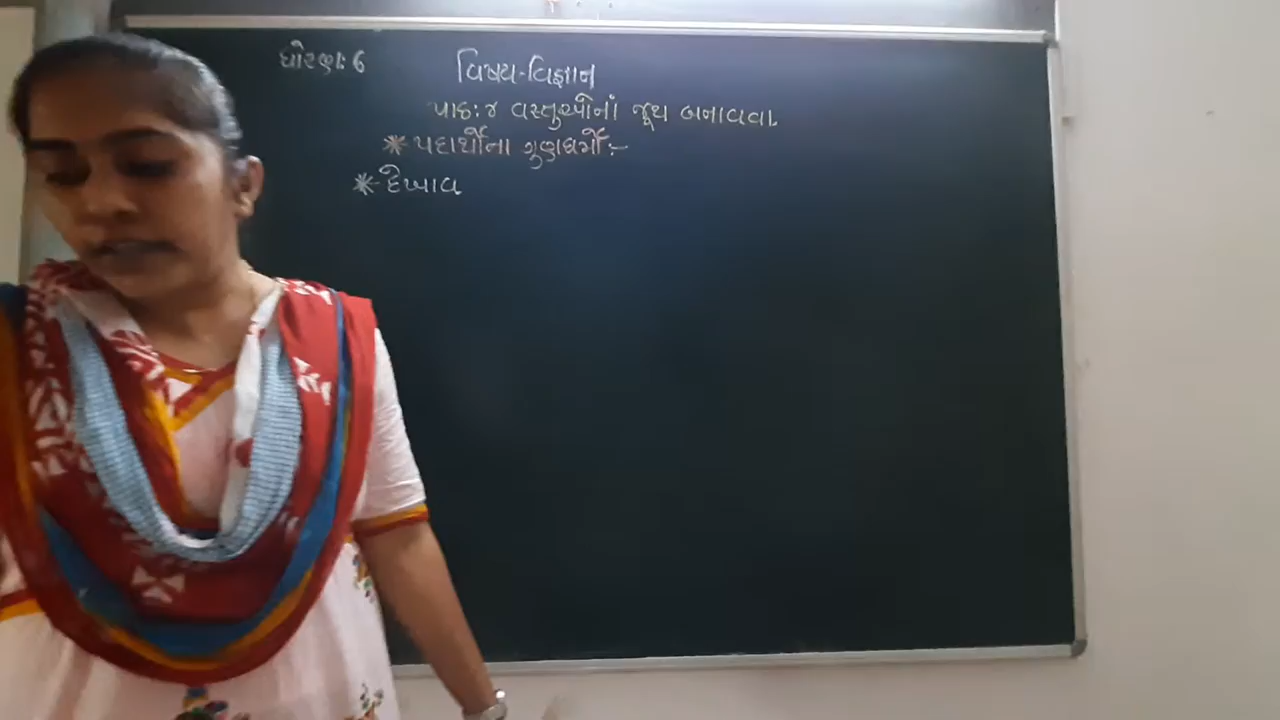 ધોરણ: 6
વિષય-વિજ્ઞાન
પાઠ: ૪ વસ્તુઓનાં જૂથ બનાવવા.
* પદાર્થોના ગુણધર્મો:-
* દેખાવ